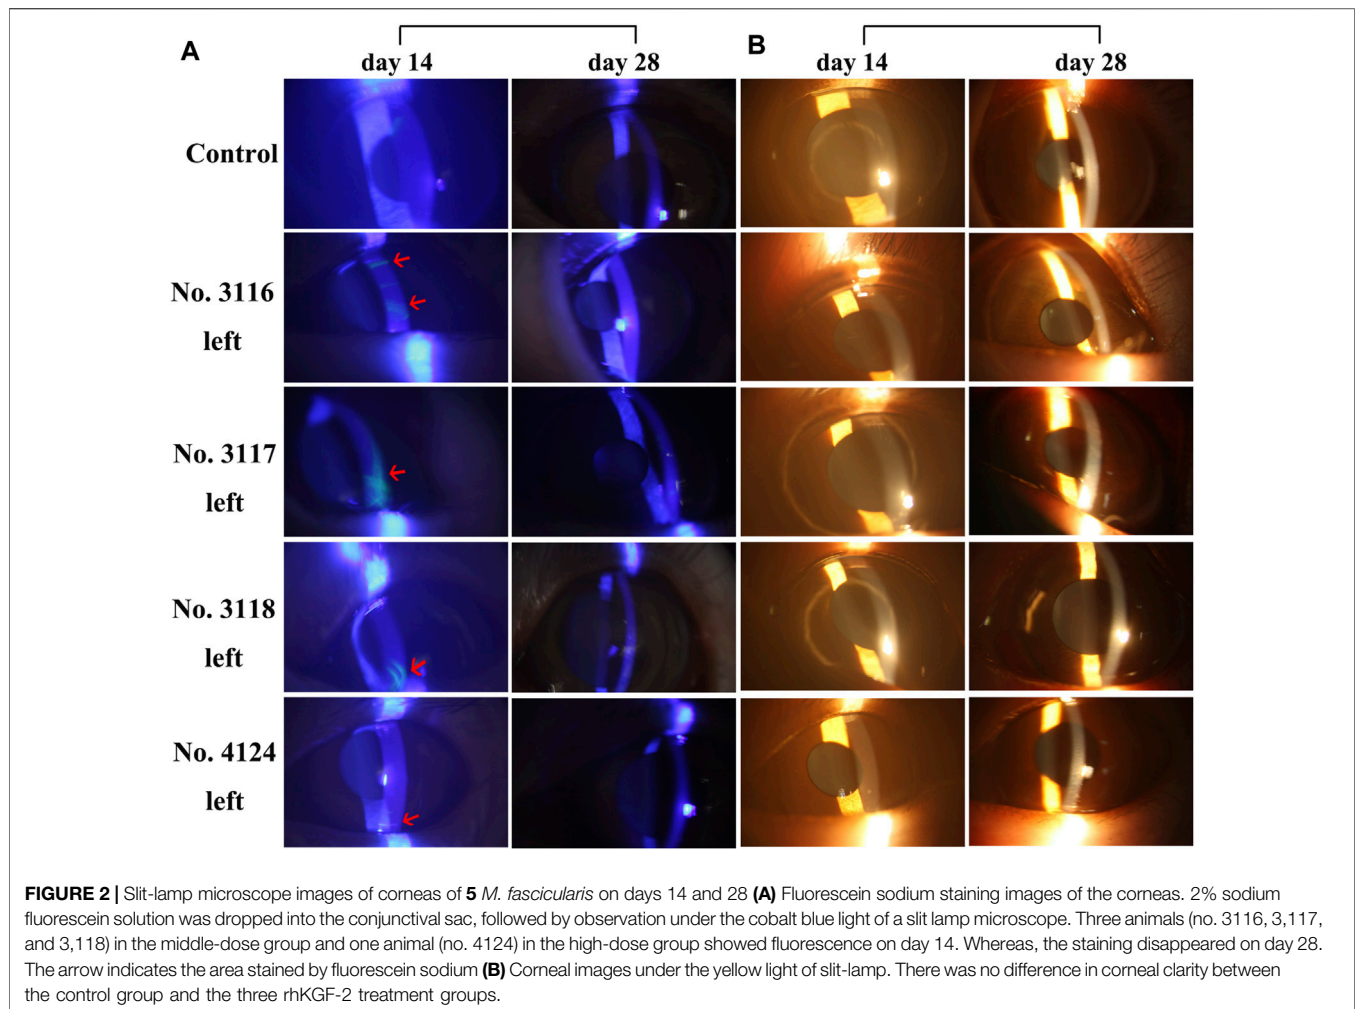 A
B
day 14
day 28
day 14
day 28
Control
No. 3116
left
No. 3117
left
No. 3118
left
No. 4124
left
FIGURE 2 | Slit-lamp microscope images of corneas of 5 M. fascicularis on days 14 and 28 (A) Fluorescein sodium staining images of the corneas. 2% sodium
fluorescein solution was dropped into the conjunctival sac, followed by observation under the cobalt blue light of a slit lamp microscope. Three animals (no. 3116, 3,117,
and 3,118) in the middle-dose group and one animal (no. 4124) in the high-dose group showed fluorescence on day 14. Whereas, the staining disappeared on day 28.
The arrow indicates the area stained by fluorescein sodium (B) Corneal images under the yellow light of slit-lamp. There was no difference in corneal clarity between
the control group and the three rhKGF-2 treatment groups.